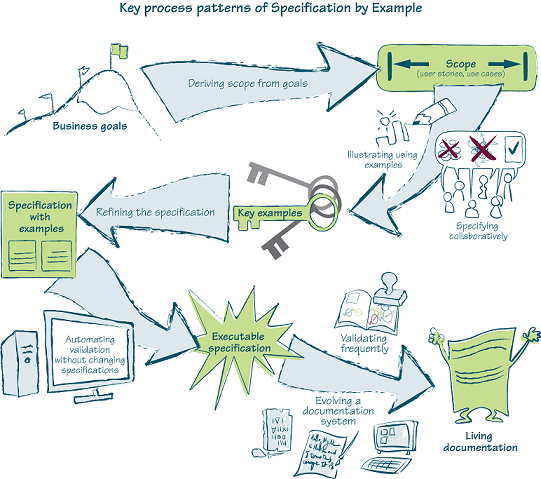 Key process patterns of Specification by Example
Business goals
Deriving scope from goals
Scope
(user stories, use cases)
Illustrating using
examples
Specifying
collaboratively
Key examples
Refining the specification
Specification
with
examples
Automating
validation
without changing
specifications
Executable
specification
Validating
frequently
Evolving a
documentation
system
Living
documentation